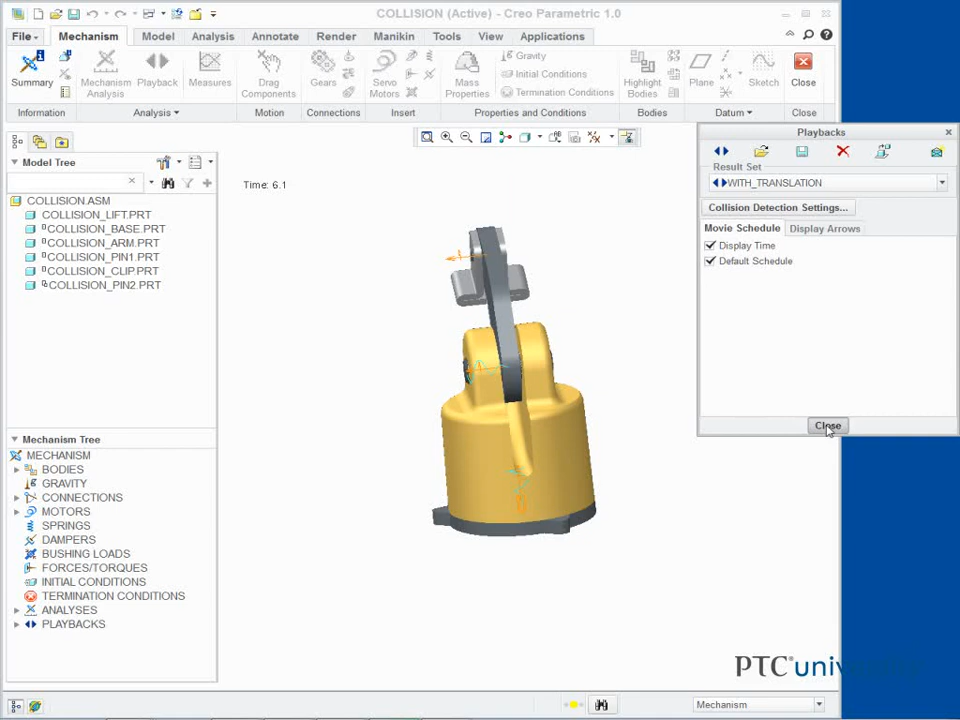 COLLISION (Active) - Creo Parametric 1.0
File
Mechanism
Model
Analysis
Annotate
Render
Manikin
Tools
View
Applications
Summary
Mechanism Analysis
Playback
Measures
Drag Components
Gears
Servo Motors
Mass Properties
Gravity
Initial Conditions
Termination Conditions
Highlight Bodies
Plane
Sketch
Close
Information
Analysis
Motion
Connections
Insert
Properties and Conditions
Bodies
Datum
Close
Model Tree
COLLISION.ASM
COLLISION_LIFT.PRT
COLLISION_BASE.PRT
COLLISION_ARM.PRT
COLLISION_PIN1.PRT
COLLISION_CLIP.PRT
COLLISION_PIN2.PRT
Mechanism Tree
MECHANISM
BODIES
GRAVITY
CONNECTIONS
MOTORS
SPRINGS
DAMPERS
BUSHING LOADS
FORCES/TORQUES
INITIAL CONDITIONS
TERMINATION CONDITIONS
ANALYSES
PLAYBACKS
Time: 6.1
Playbacks
Result Set
WITH_TRANSLATION
Collision Detection Settings...
Movie Schedule
Display Arrows
Display Time
Default Schedule
Close
PTC
Mechanism